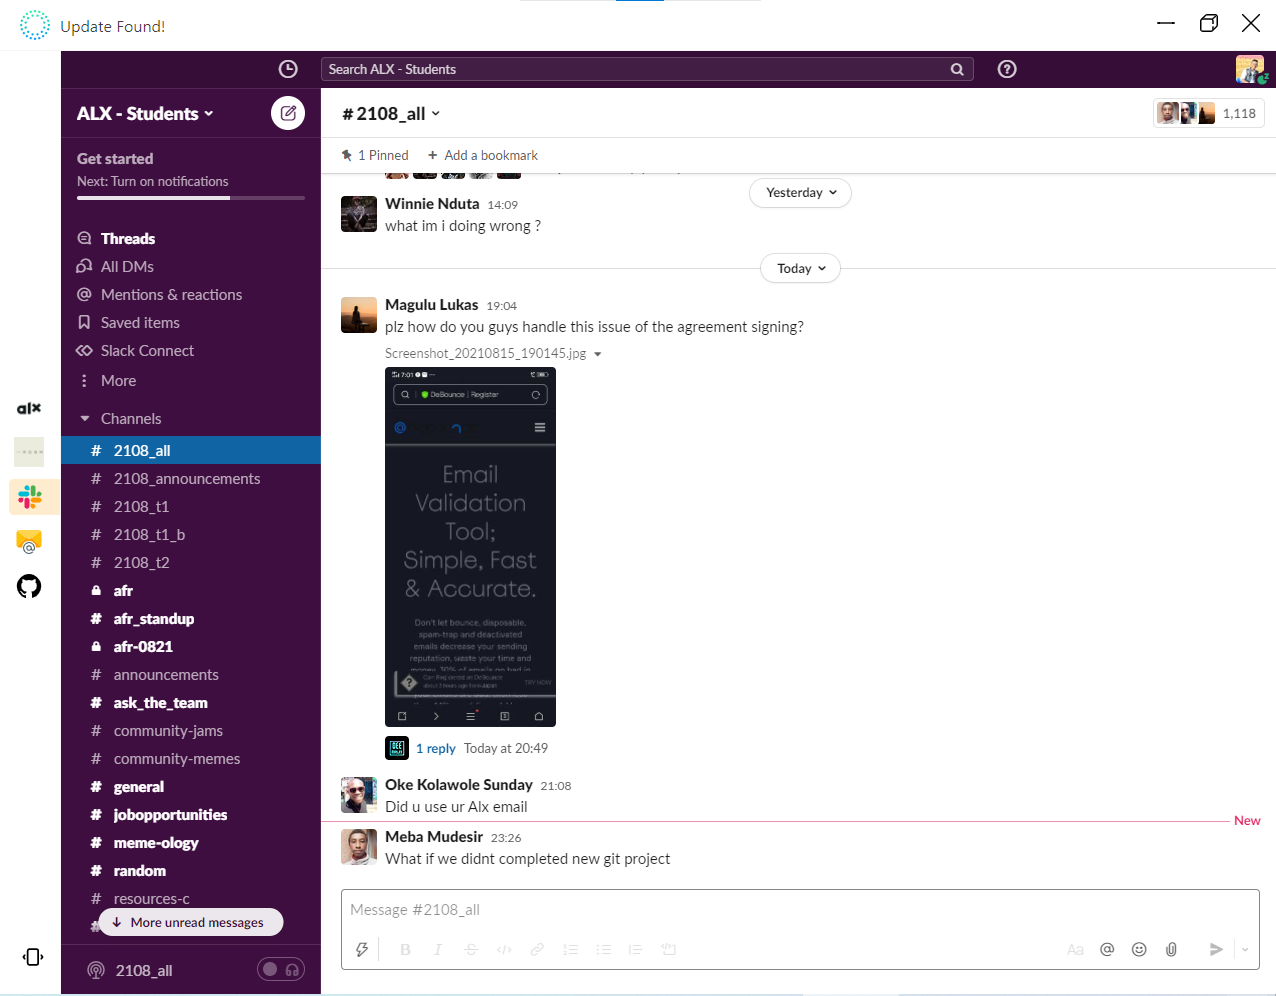 Update Found!
Search ALX - Students
ALX - Students
Get started
Next: Turn on notifications
Threads
All DMs
Mentions & reactions
Saved items
Slack Connect
More
Channels
# 2108_all
# 2108_announcements
# 2108_t1
# 2108_t1_b
# 2108_t2
afr
# afr_standup
afr-0821
# announcements
# ask_the_team
# community-jams
# community-memes
# general
# jobopportunities
# meme-ology
# random
# resources-c
#
More unread messages
2108_all
alx
# 2108_all
1,118
1 Pinned
+ Add a bookmark
Yesterday
Winnie Nduta 14:09
what im i doing wrong ?
Today
Magulu Lukas 19:04
plz how do you guys handle this issue of the agreement signing?
Screenshot_20210815_190145.jpg
7:01
DeBounce | Register
Email
Validation
Tool;
Simple, Fast
& Accurate.
Don't let bounce, disposable,
spam-trap and deactivated
emails decrease your sending
reputation, waste your time and
TRY NOW
1 reply Today at 20:49
Oke Kolawole Sunday 21:08
Did u use ur Alx email
New
Meba Mudesir 23:26
What if we didnt completed new git project
Message #2108_all
B I S
Aa @